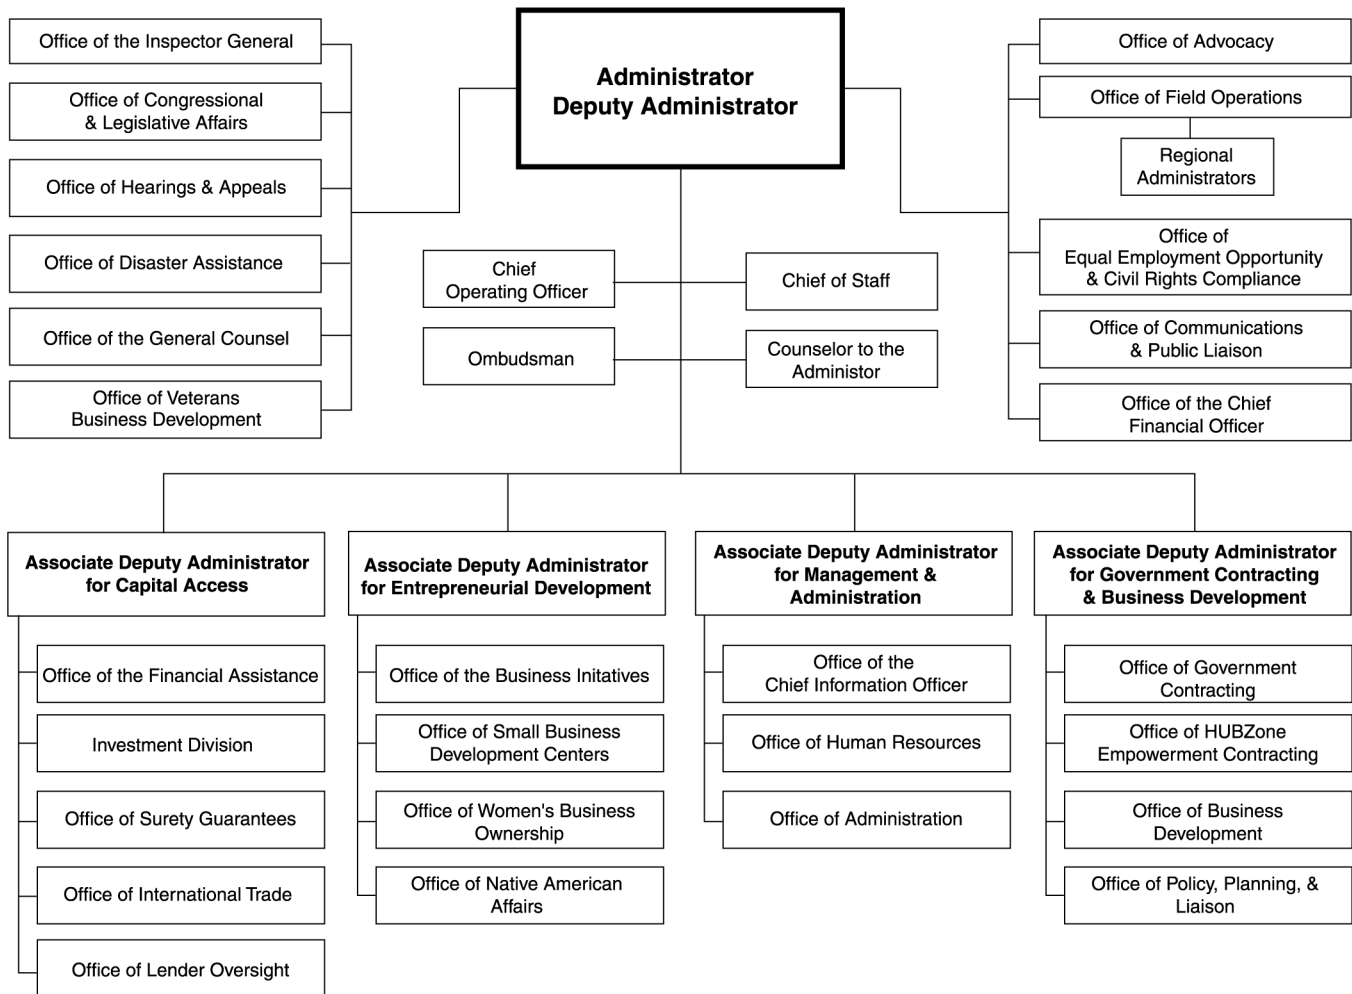 Administrator
Deputy Administrator
Office of the Inspector General
Office of Congressional
& Legislative Affairs
Office of Hearings & Appeals
Office of Disaster Assistance
Office of the General Counsel
Office of Veterans
Business Development
Office of Advocacy
Office of Field Operations
Regional
Administrators
Office of
Equal Employment Opportunity
& Civil Rights Compliance
Office of Communications
& Public Liaison
Office of the Chief
Financial Officer
Chief
Operating Officer
Chief of Staff
Ombudsman
Counselor to the
Administor
Associate Deputy Administrator
for Capital Access
Office of the Financial Assistance
Investment Division
Office of Surety Guarantees
Office of International Trade
Office of Lender Oversight
Associate Deputy Administrator
for Entrepreneurial Development
Office of the Business Initatives
Office of Small Business
Development Centers
Office of Women's Business
Ownership
Office of Native American
Affairs
Associate Deputy Administrator
for Management &
Administration
Office of the
Chief Information Officer
Office of Human Resources
Office of Administration
Associate Deputy Administrator
for Government Contracting
& Business Development
Office of Government
Contracting
Office of HUBZone
Empowerment Contracting
Office of Business
Development
Office of Policy, Planning, &
Liaison